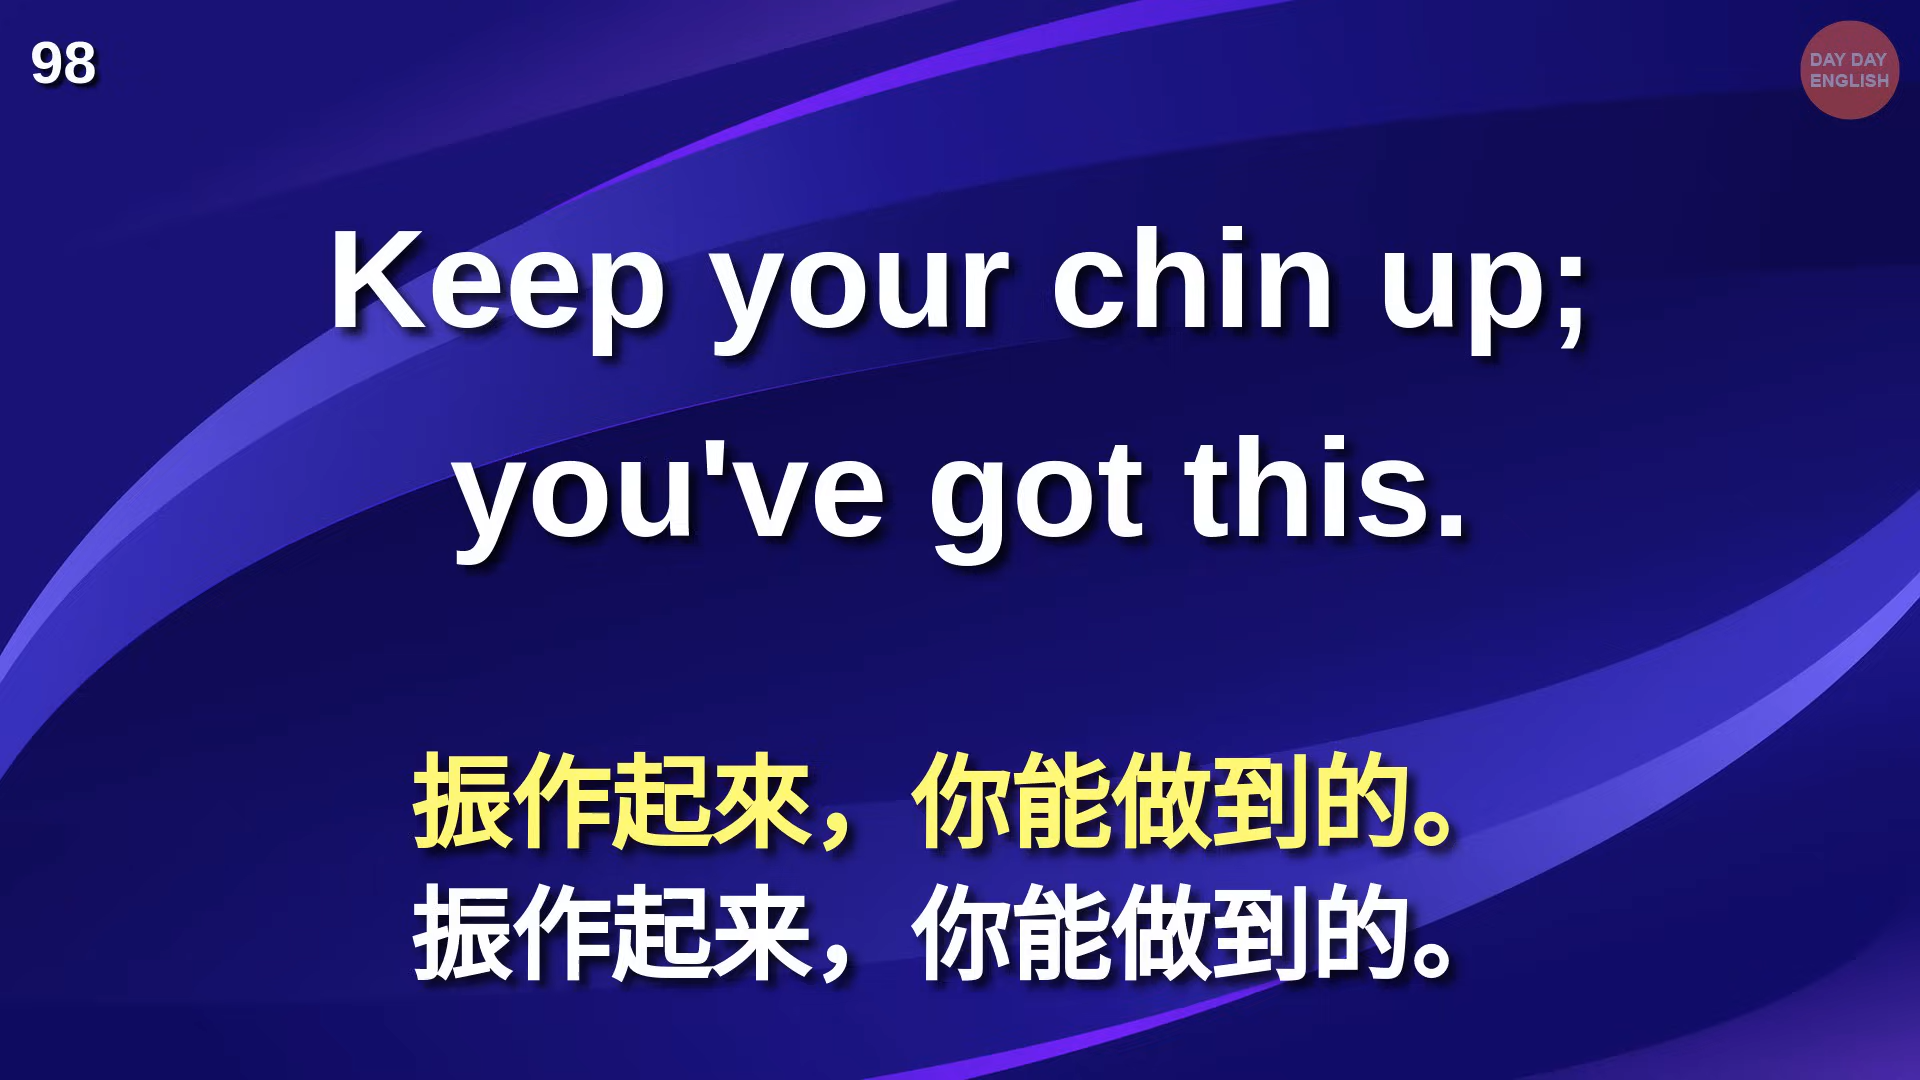 98
DAY DAY
ENGLISH
Keep your chin up;
you've got this.
振作起來，你能做到的。
振作起来，你能做到的。